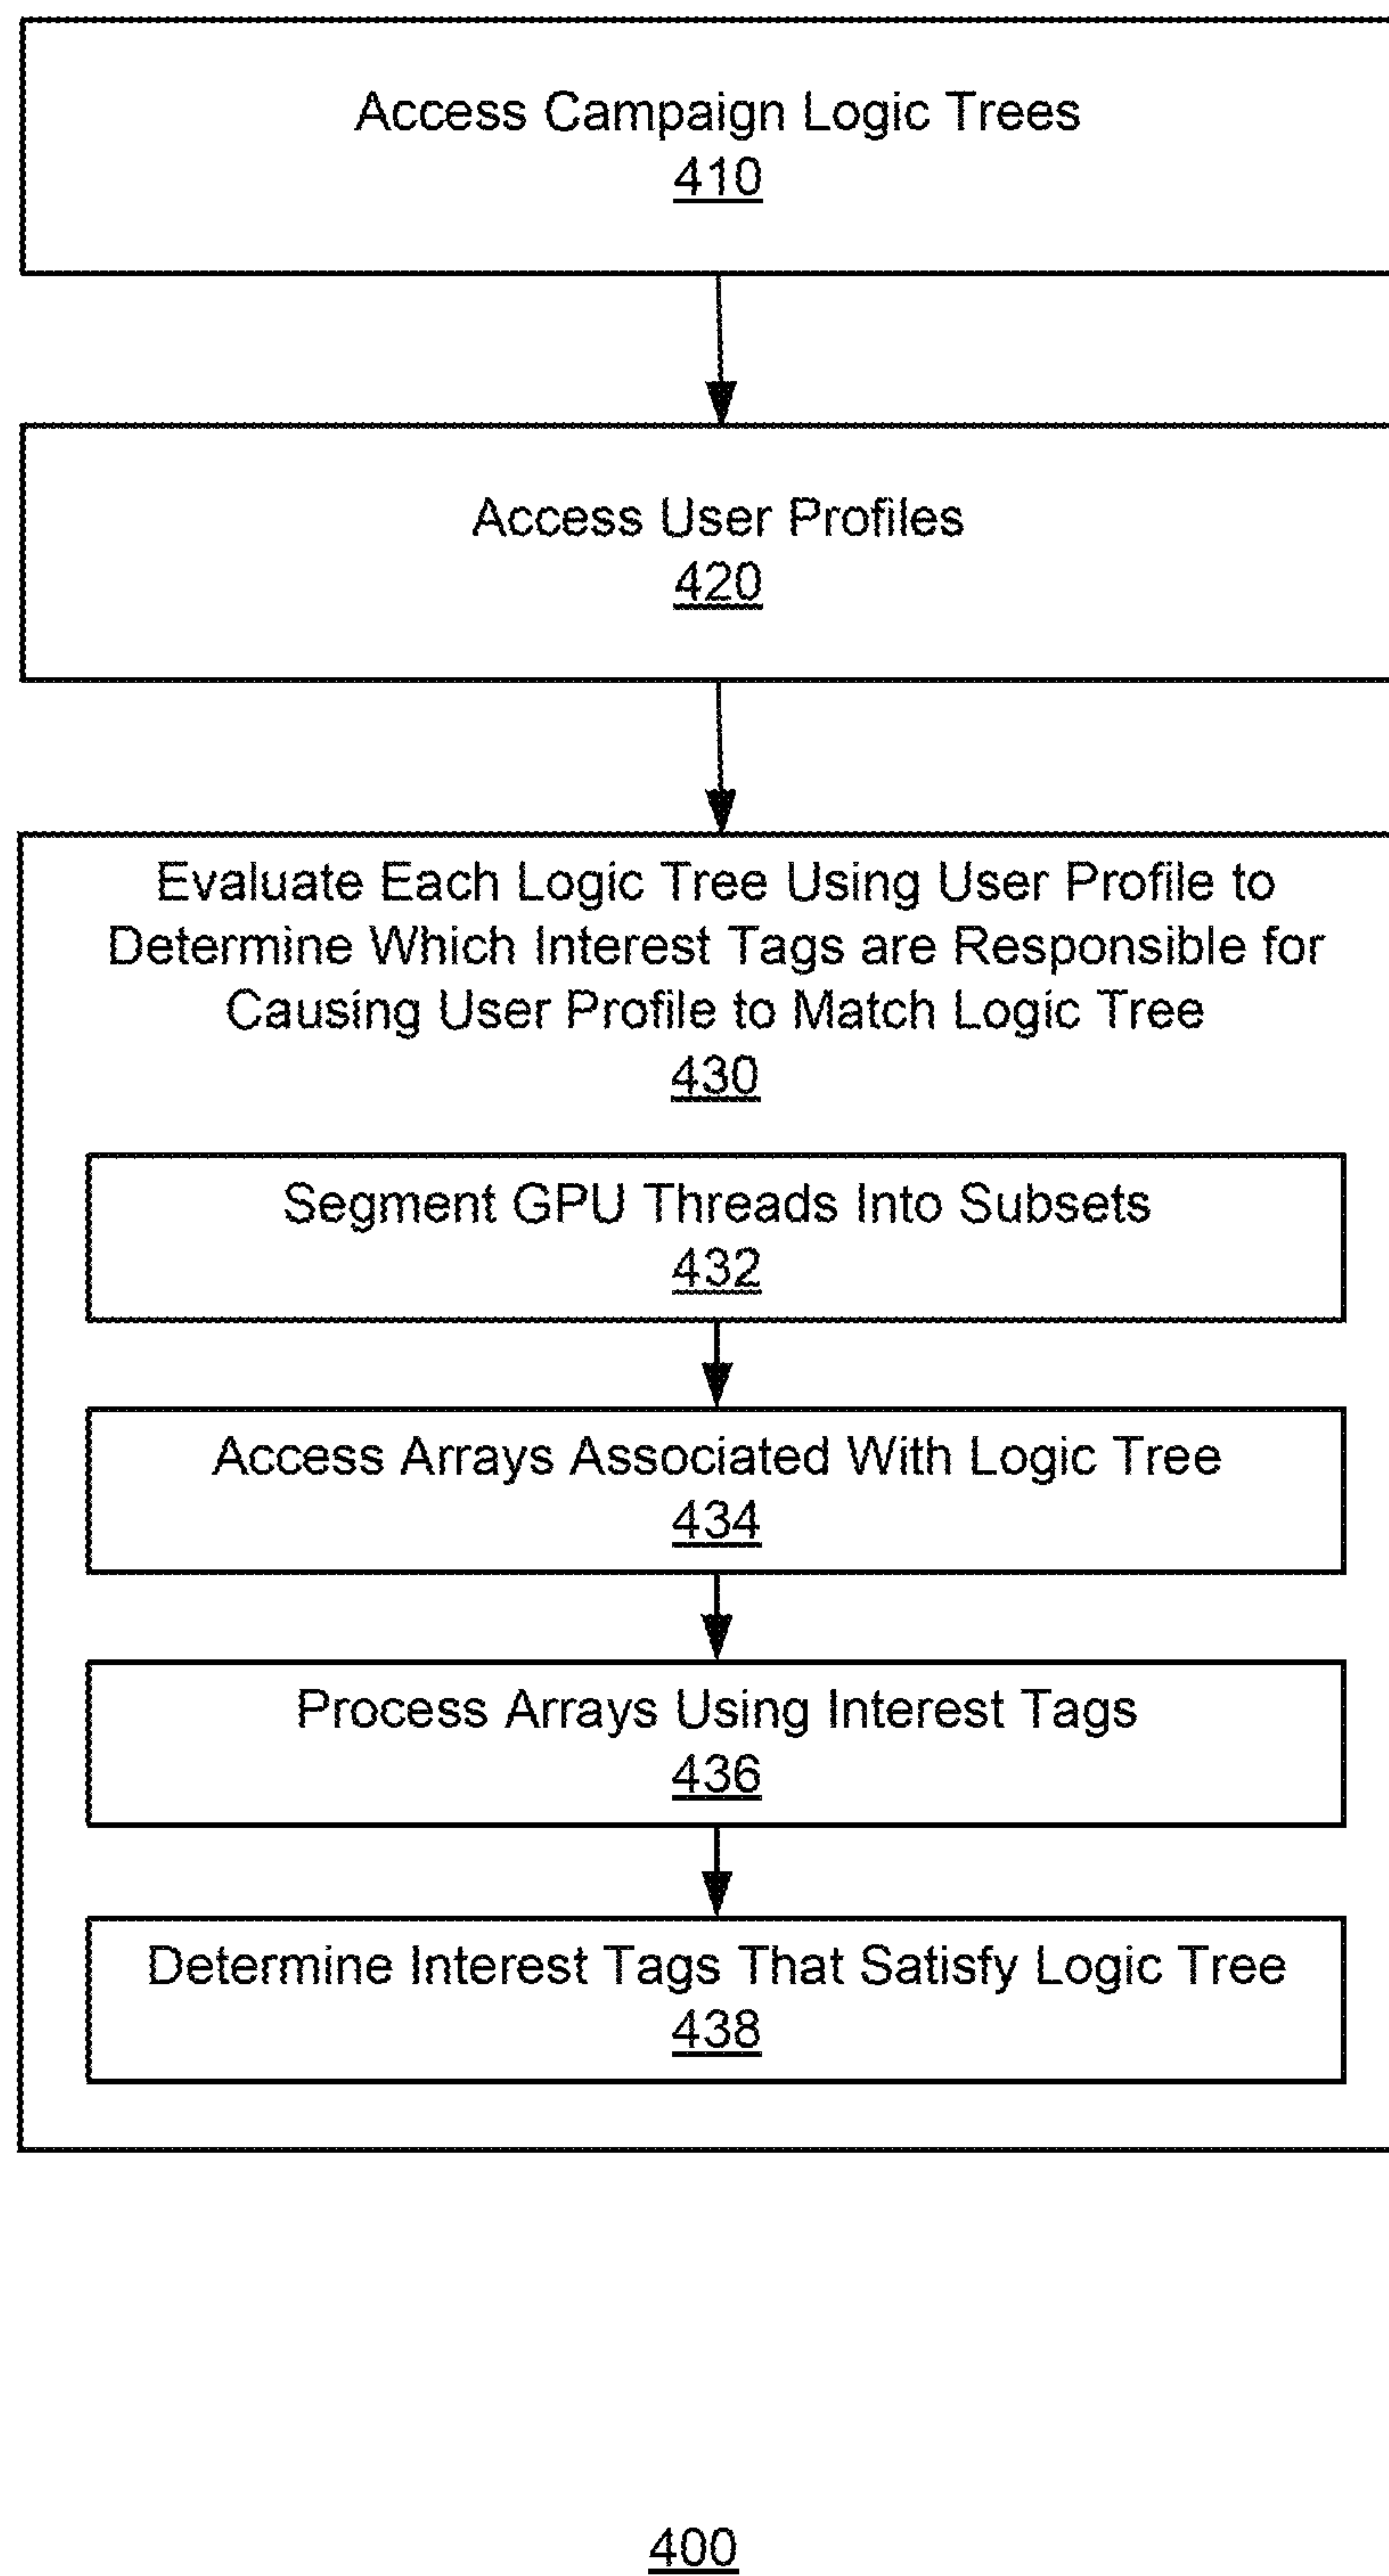 Access Campaign Logic Trees
410
Access User Profiles
420
Evaluate Each Logic Tree Using User Profile to
Determine Which Interest Tags are Responsible for
Causing User Profile to Match Logic Tree
430
Segment GPU Threads Into Subsets
432
Access Arrays Associated With Logic Tree
434
Process Arrays Using Interest Tags
436
Determine Interest Tags That Satisfy Logic Tree
438
400